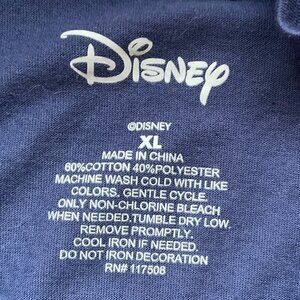 DISNEY
©DISNEY
XL
MADE IN CHINA
60%COTTON 40%POLYESTER
MACHINE WASH COLD WITH LIKE
COLORS. GENTLE CYCLE.
ONLY NON-CHLORINE BLEACH
WHEN NEEDED.TUMBLE DRY LOW.
REMOVE PROMPTLY.
COOL IRON IF NEEDED.
DO NOT IRON DECORATION
RN# 117508